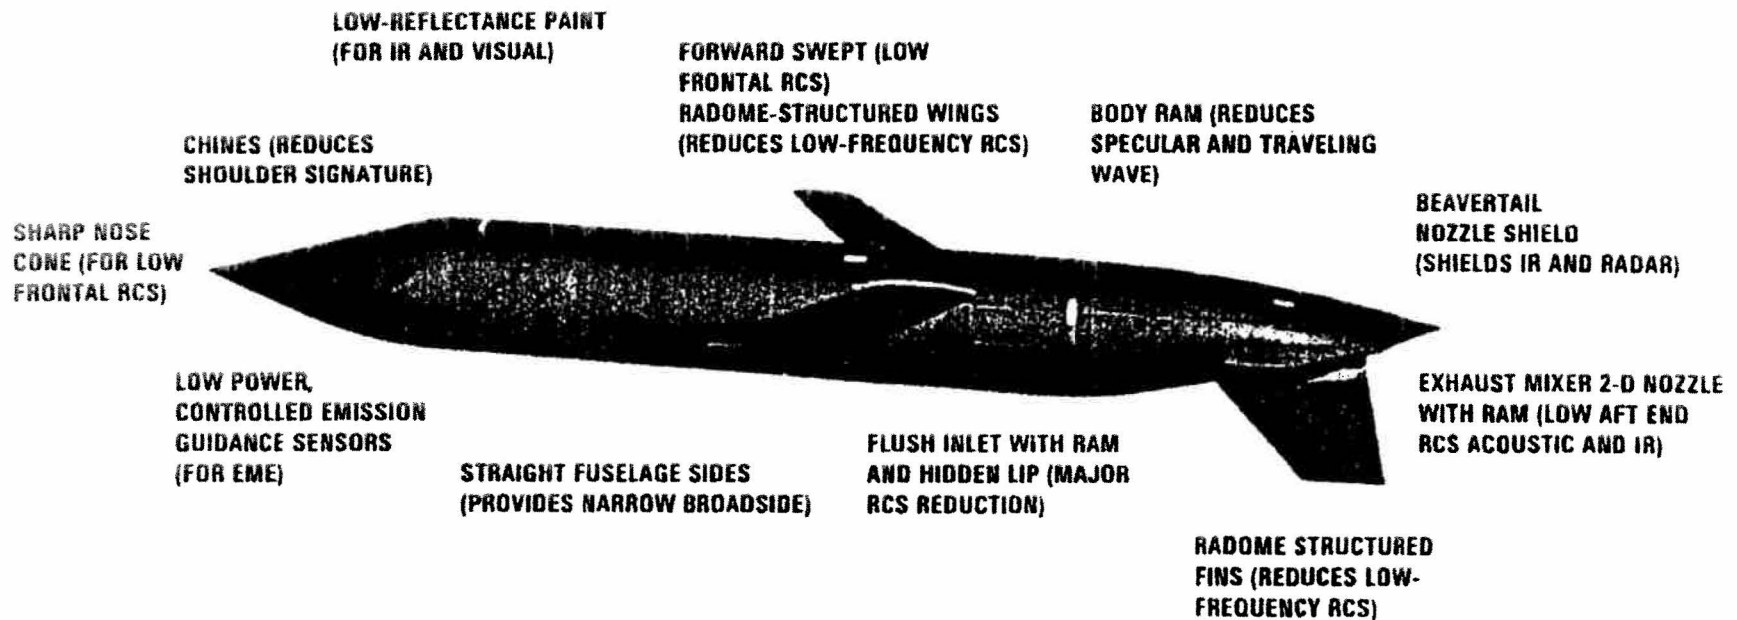 LOW-REFLECTANCE PAINT
(FOR IR AND VISUAL)
FORWARD SWEPT (LOW
FRONTAL RCS)
RADOME-STRUCTURED WINGS
(REDUCES LOW-FREQUENCY RCS)
BODY RAM (REDUCES
SPECULAR AND TRAVELING
WAVE)
CHINES (REDUCES
SHOULDER SIGNATURE)
BEAVERTAIL
NOZZLE SHIELD
(SHIELDS IR AND RADAR)
SHARP NOSE
CONE (FOR LOW
FRONTAL RCS)
LOW POWER,
CONTROLLED EMISSION
GUIDANCE SENSORS
(FOR EME)
STRAIGHT FUSELAGE SIDES
(PROVIDES NARROW BROADSIDE)
FLUSH INLET WITH RAM
AND HIDDEN LIP (MAJOR
RCS REDUCTION)
EXHAUST MIXER 2-D NOZZLE
WITH RAM (LOW AFT END
RCS ACOUSTIC AND IR)
RADOME STRUCTURED
FINS (REDUCES LOW-
FREQUENCY RCS)